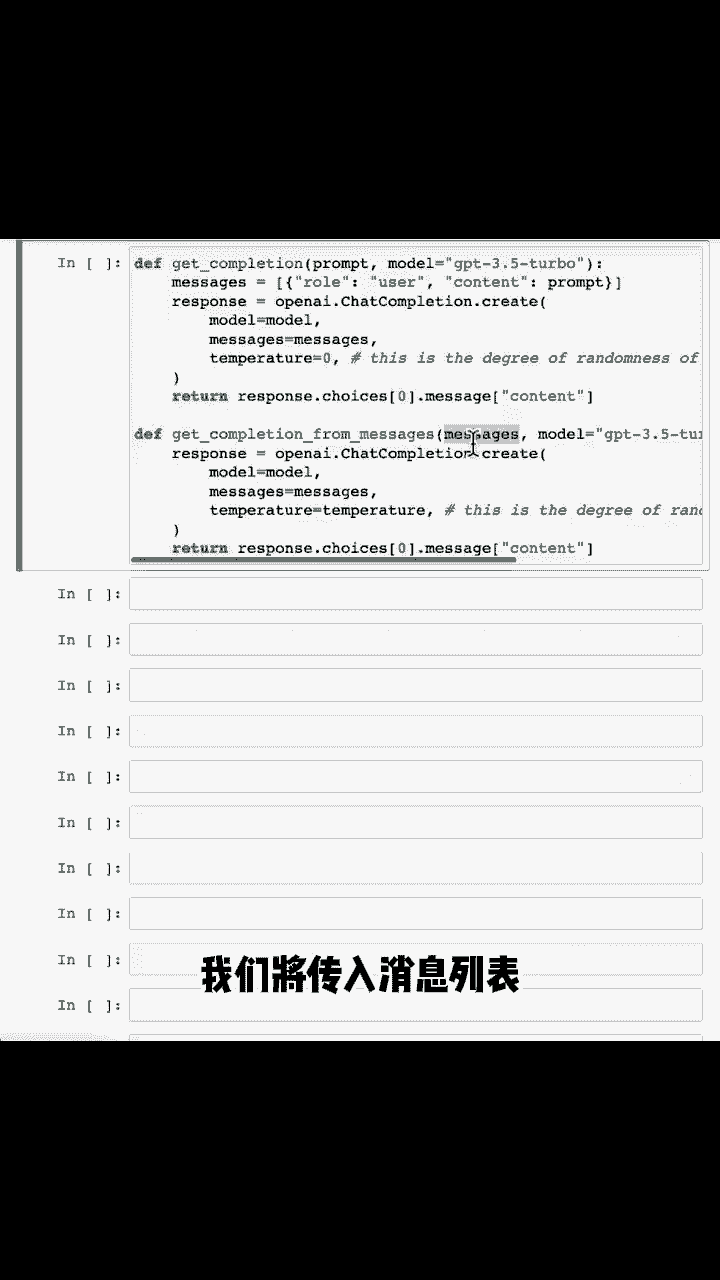 In [ ]: def get_completion(prompt, model="gpt-3.5-turbo"):
messages = [{"role": "user", "content": prompt}]
response = openai.ChatCompletion.create(
model=model,
messages=messages,
temperature=0, # this is the degree of randomness of
)
return response.choices[0].message["content"]
def get_completion_from_messages(messages, model="gpt-3.5-tur
response = openai.ChatCompletion.create(
model=model,
messages=messages,
temperature=temperature, # this is the degree of rand
)
return response.choices[0].message["content"]
In [ ]:
In [ ]:
In [ ]:
In [ ]:
In [ ]:
In [ ]:
In [ ]:
In [ ]:
In [ ]:
我们將传入消息列表
In [ ]: